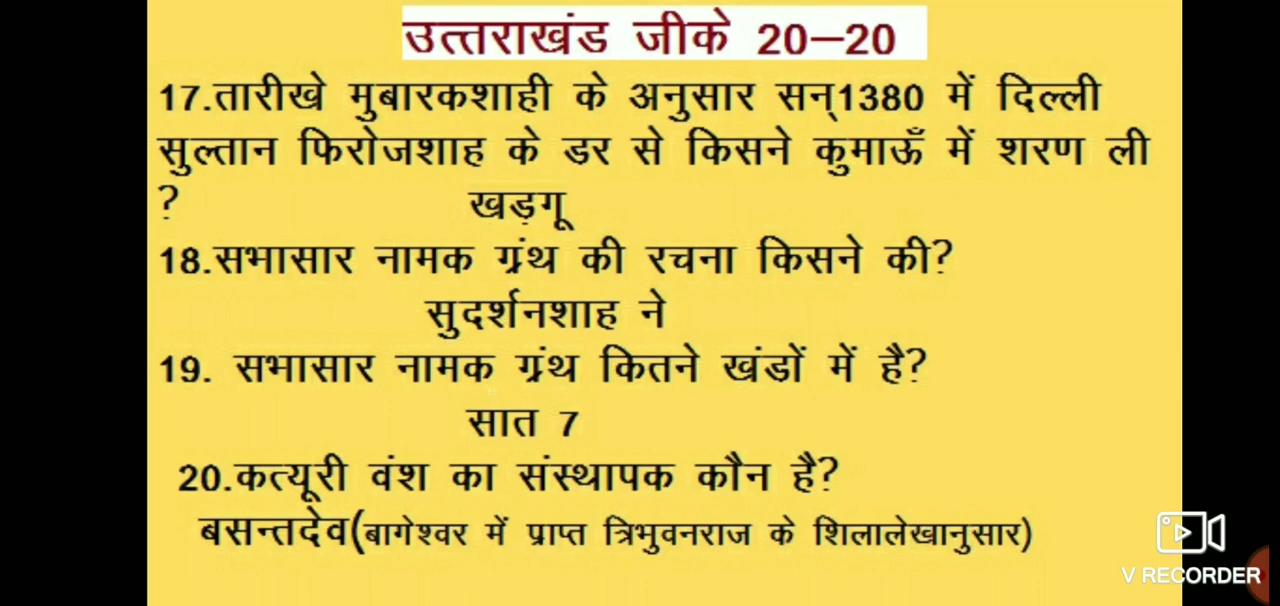 उत्तराखंड जीके 20–20
17.तारीखे मुबारकशाही के अनुसार सन्1380 में दिल्ली
सुल्तान फिरोजशाह के डर से किसने कुमाऊँ में शरण ली
? खड़गू
18.सभासार नामक ग्रंथ की रचना किसने की?
सुदर्शनशाह ने
19. सभासार नामक ग्रंथ कितने खंडों में है?
सात 7
20.कत्यूरी वंश का संस्थापक कौन है?
बसन्तदेव(बागेश्वर में प्राप्त त्रिभुवनराज के शिलालेखानुसार)
V RECORDER